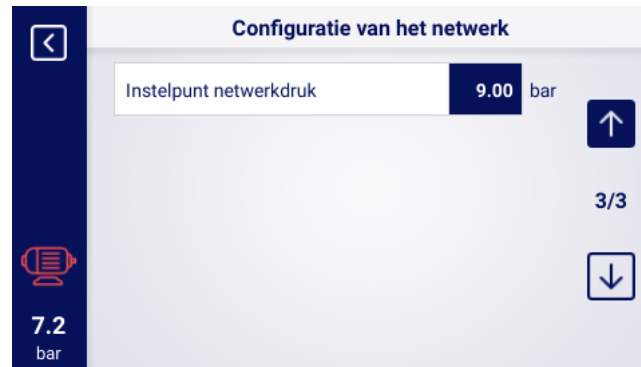 Configuratie van het netwerk
Instelpunt netwerkdruk 9.00 bar
3/3
7.2
bar